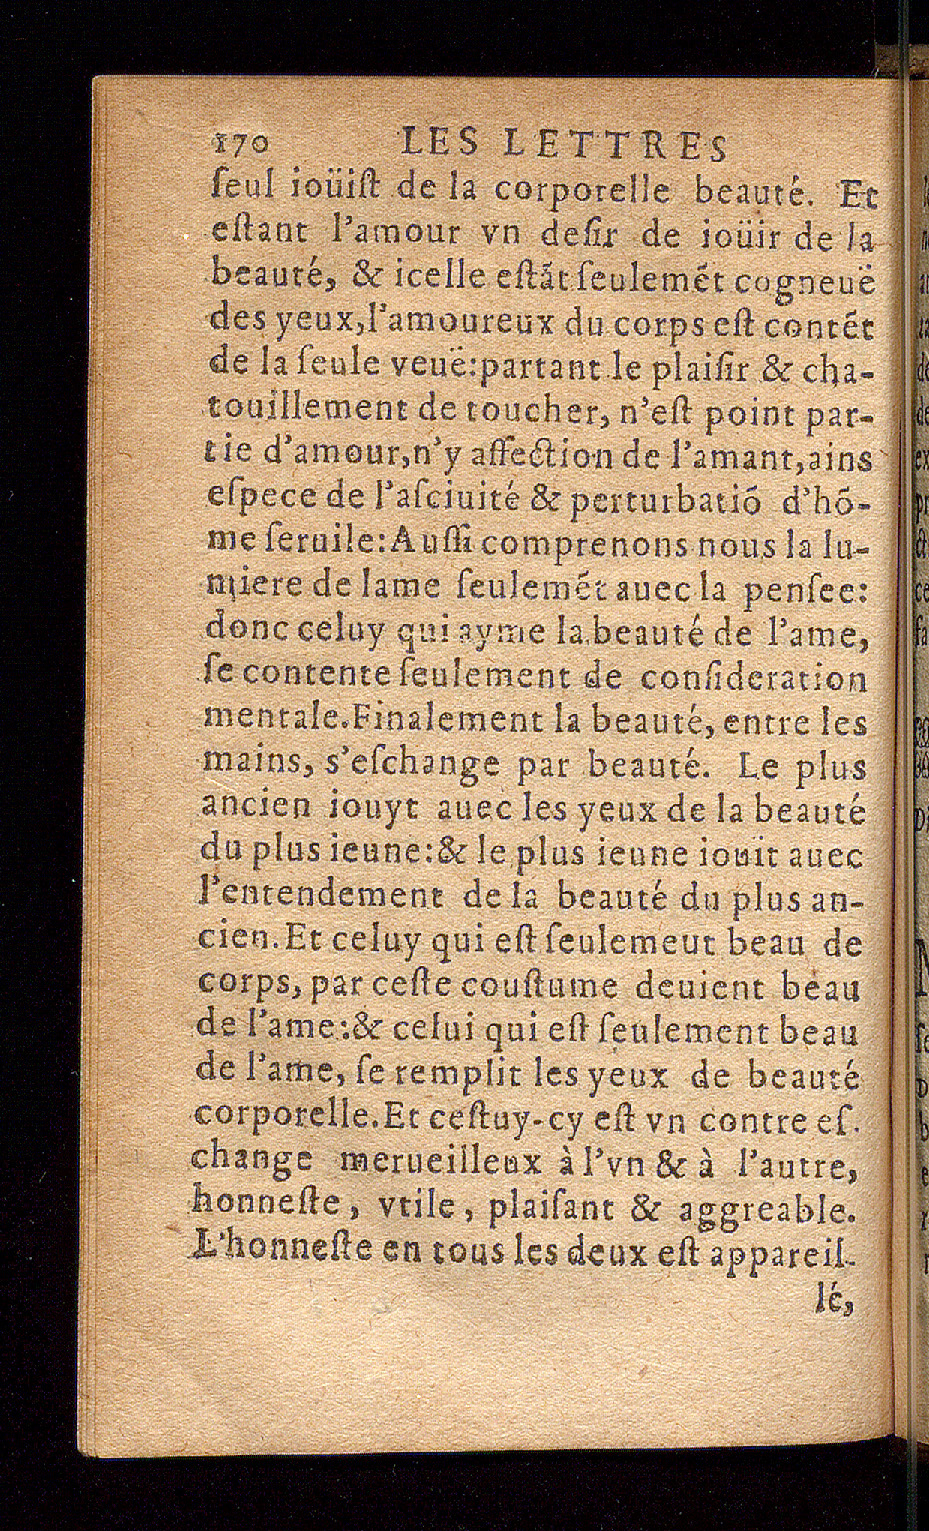 170 LES LETTRES
ſeul ioüiſt de la corporelle beauté. Et
eſtant l'amour vn deſir de ioüir de la
beauté, & icelle eſtãt ſeulemẽt cogneuë
des yeux,l'amoureux du corps eſt contẽt
de la ſeule veuë:partant le plaiſir & cha-
touillement de toucher, n'eſt point par-
tie d'amour,n'y affection de l'amant,ains
eſpece de l'aſciuité & perturbatiõ d'hõ-
me ſeruile:Auſſi comprenons nous la lu-
miere de lame ſeulemẽt auec la penſee:
donc celuy qui ayme la beauté de l'ame,
ſe contente ſeulement de conſideration
mentale.Finalement la beauté, entre les
mains, s'eſchange par beauté. Le plus
ancien iouyt auec les yeux de la beauté
du plus ieune:& le plus ieune iouït auec
l'entendement de la beauté du plus an-
cien.Et celuy qui eſt ſeulemeut beau de
corps, par ceſte couſtume deuient beau
de l'ame:& celui qui eſt ſeulement beau
de l'ame, ſe remplit les yeux de beauté
corporelle.Et ceſtuy-cy eſt vn contre eſ-
change merueilleux à l'vn & à l'autre,
honneſte, vtile, plaiſant & aggreable.
L'honneſte en tous les deux eſt appareil-
lé,